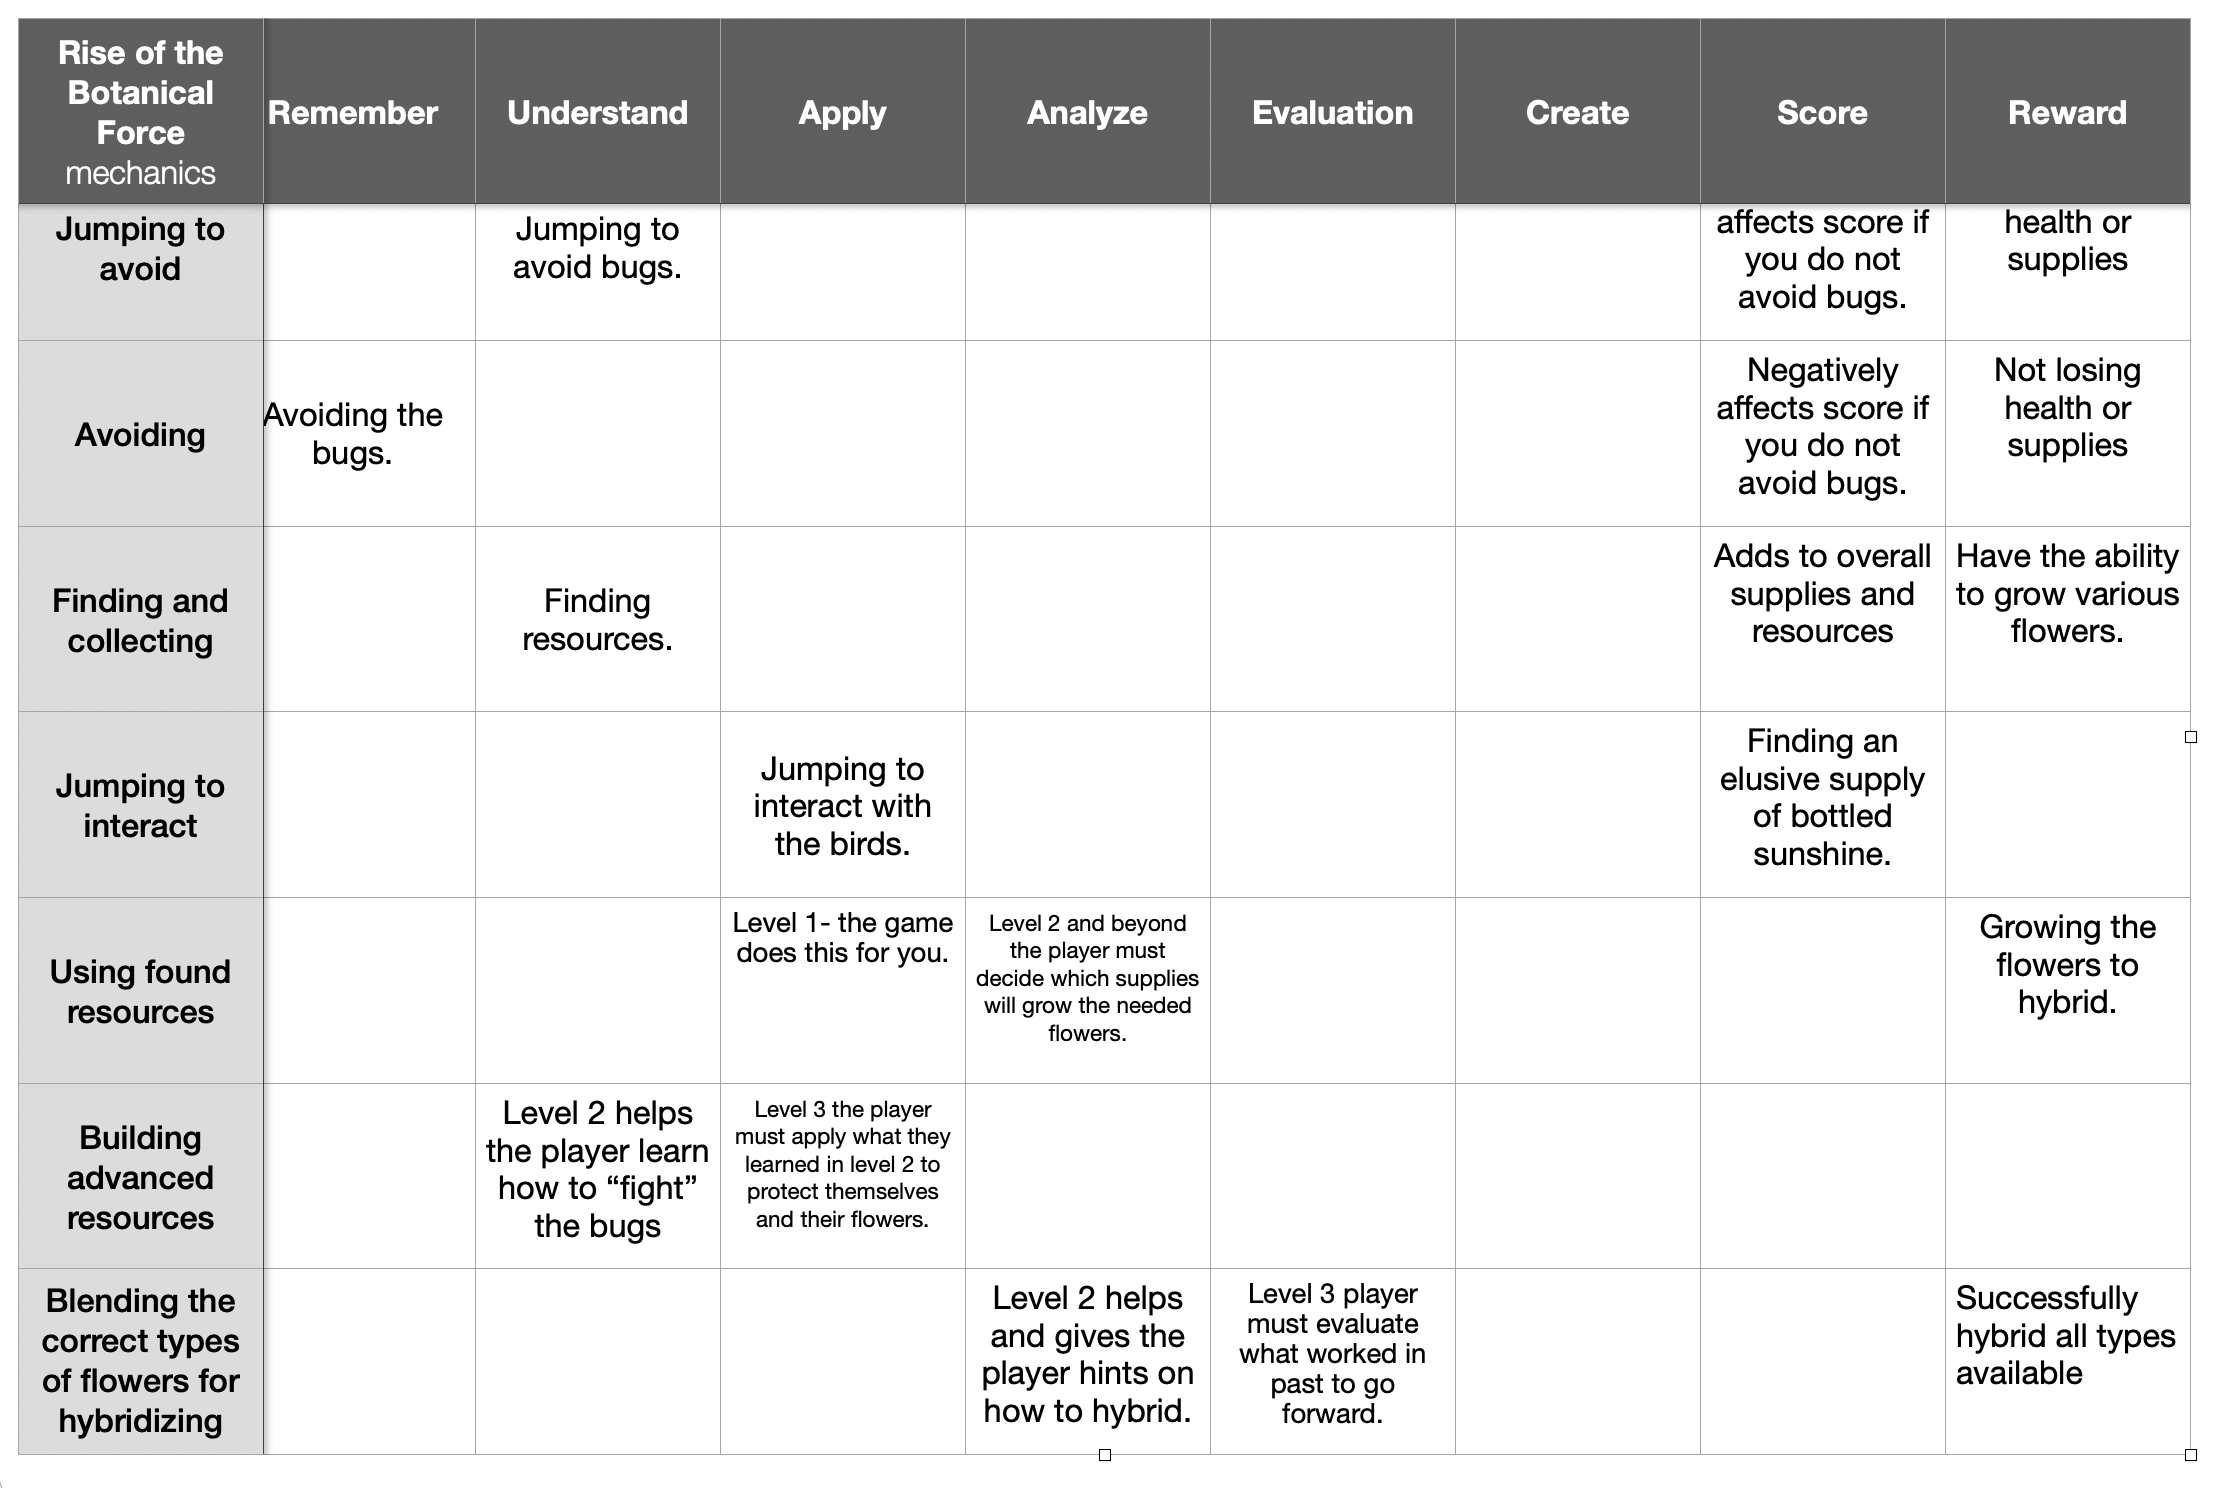 Rise of the
Botanical
Force
mechanics
Remember
Understand
Apply
Analyze
Evaluation
Create
Score
Reward
Jumping to
avoid
Jumping to
avoid bugs.
affects score if
you do not
avoid bugs.
health or
supplies
Avoiding
Avoiding the
bugs.
Negatively
affects score if
you do not
avoid bugs.
Not losing
health or
supplies
Finding and
collecting
Finding
resources.
Adds to overall
supplies and
resources
Have the ability
to grow various
flowers.
Jumping to
interact
Jumping to
interact with
the birds.
Finding an
elusive supply
of bottled
sunshine.
Using found
resources
Level 1- the game
does this for you.
Level 2 and beyond
the player must
decide which supplies
will grow the needed
flowers.
Growing the
flowers to
hybrid.
Building
advanced
resources
Level 2 helps
the player learn
how to “fight”
the bugs
Level 3 the player
must apply what they
learned in level 2 to
protect themselves
and their flowers.
Blending the
correct types
of flowers for
hybridizing
Level 2 helps
and gives the
player hints on
how to hybrid.
Level 3 player
must evaluate
what worked in
past to go
forward.
Successfully
hybrid all types
available